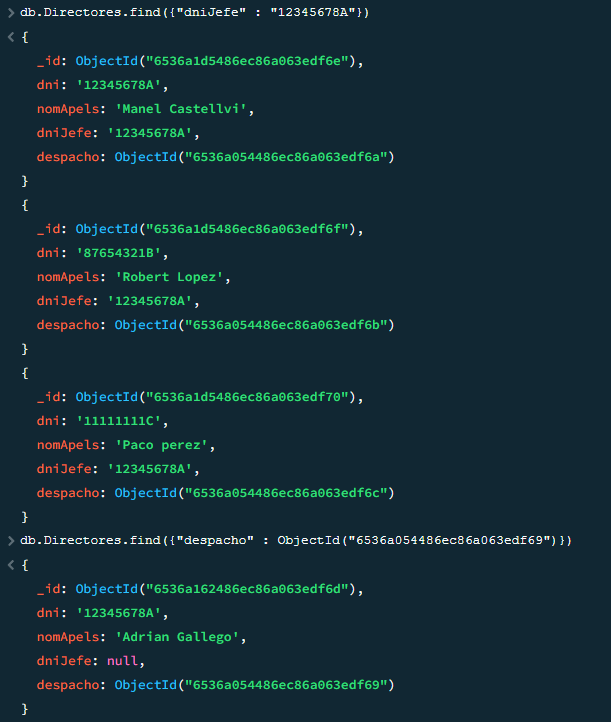 > db.Directores.find({"dniJefe" : "12345678A"})
< {
_id: ObjectId("6536a1d5486ec86a063edf6e"),
dni: '12345678A',
nomApels: 'Manel Castellvi',
dniJefe: '12345678A',
despacho: ObjectId("6536a054486ec86a063edf6a")
}
{
_id: ObjectId("6536a1d5486ec86a063edf6f"),
dni: '87654321B',
nomApels: 'Robert Lopez',
dniJefe: '12345678A',
despacho: ObjectId("6536a054486ec86a063edf6b")
}
{
_id: ObjectId("6536a1d5486ec86a063edf70"),
dni: '11111111C',
nomApels: 'Paco perez',
dniJefe: '12345678A',
despacho: ObjectId("6536a054486ec86a063edf6c")
}
> db.Directores.find({"despacho" : ObjectId("6536a054486ec86a063edf69")})
< {
_id: ObjectId("6536a162486ec86a063edf6d"),
dni: '12345678A',
nomApels: 'Adrian Gallego',
dniJefe: null,
despacho: ObjectId("6536a054486ec86a063edf69")
}